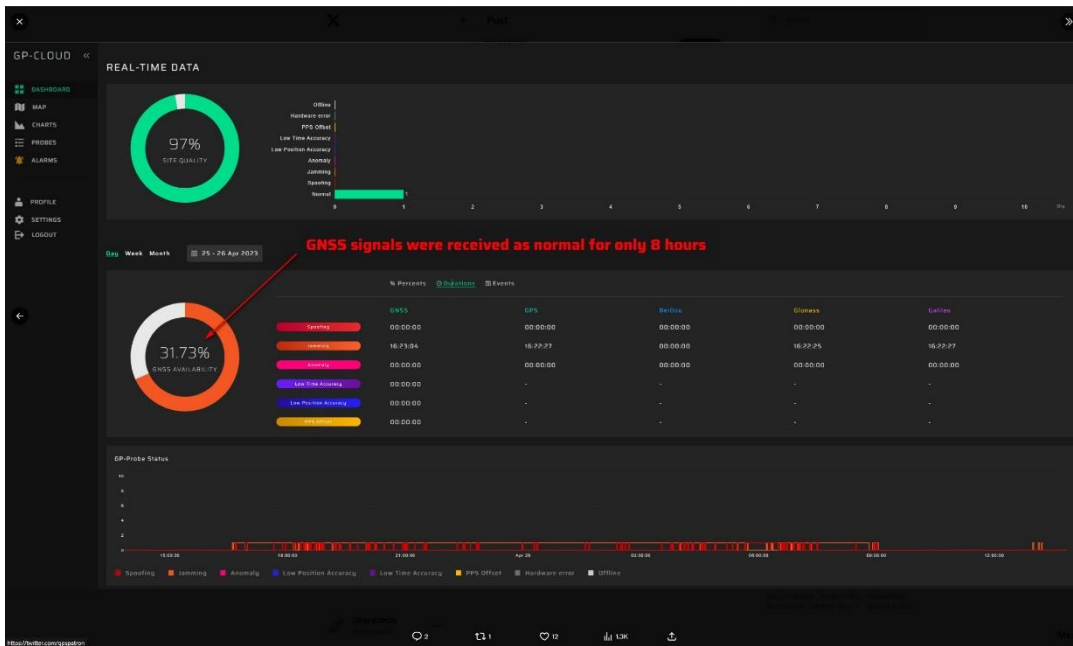 Post
GP-CLOUD «
REAL-TIME DATA
DASHBOARD
MAP
CHARTS
PROBES
ALARMS
PROFILE
SETTINGS
LOGOUT
97%
SITE QUALITY
Offline
Hardware error
PPS Offset
Low Time Accuracy
Low Position Accuracy
Anomaly
Jamming
Spoofing
Normal
1
0 1 2 3 4 5 6 7 8 9 10
GNSS signals were received as normal for only 8 hours
Day Week Month 25 - 26 Apr 2023
% Percents Durations Events
GNSS GPS BeiDou Glonass Galileo
Spoofing 00:00:00 00:00:00 00:00:00 00:00:00 00:00:00
Jamming 16:23:04 16:22:27 00:00:00 16:22:25 16:22:27
Anomaly 00:00:00 00:00:00 00:00:00 00:00:00 00:00:00
Low Time Accuracy 00:00:00 - - - -
Low Position Accuracy 00:00:00 - - - -
PPS Offset 00:00:00 - - - -
31.73%
GNSS AVAILABILITY
GP-Probe Status
10
8
6
4
2
0
15:00:00 18:00:00 21:00:00 Apr 26 03:00:00 06:00:00 09:00:00 12:00:00
Spoofing Jamming Anomaly Low Position Accuracy Low Time Accuracy PPS Offset Hardware error Offline
2 1 12 1.3K
https://twitter.com/gpspatron